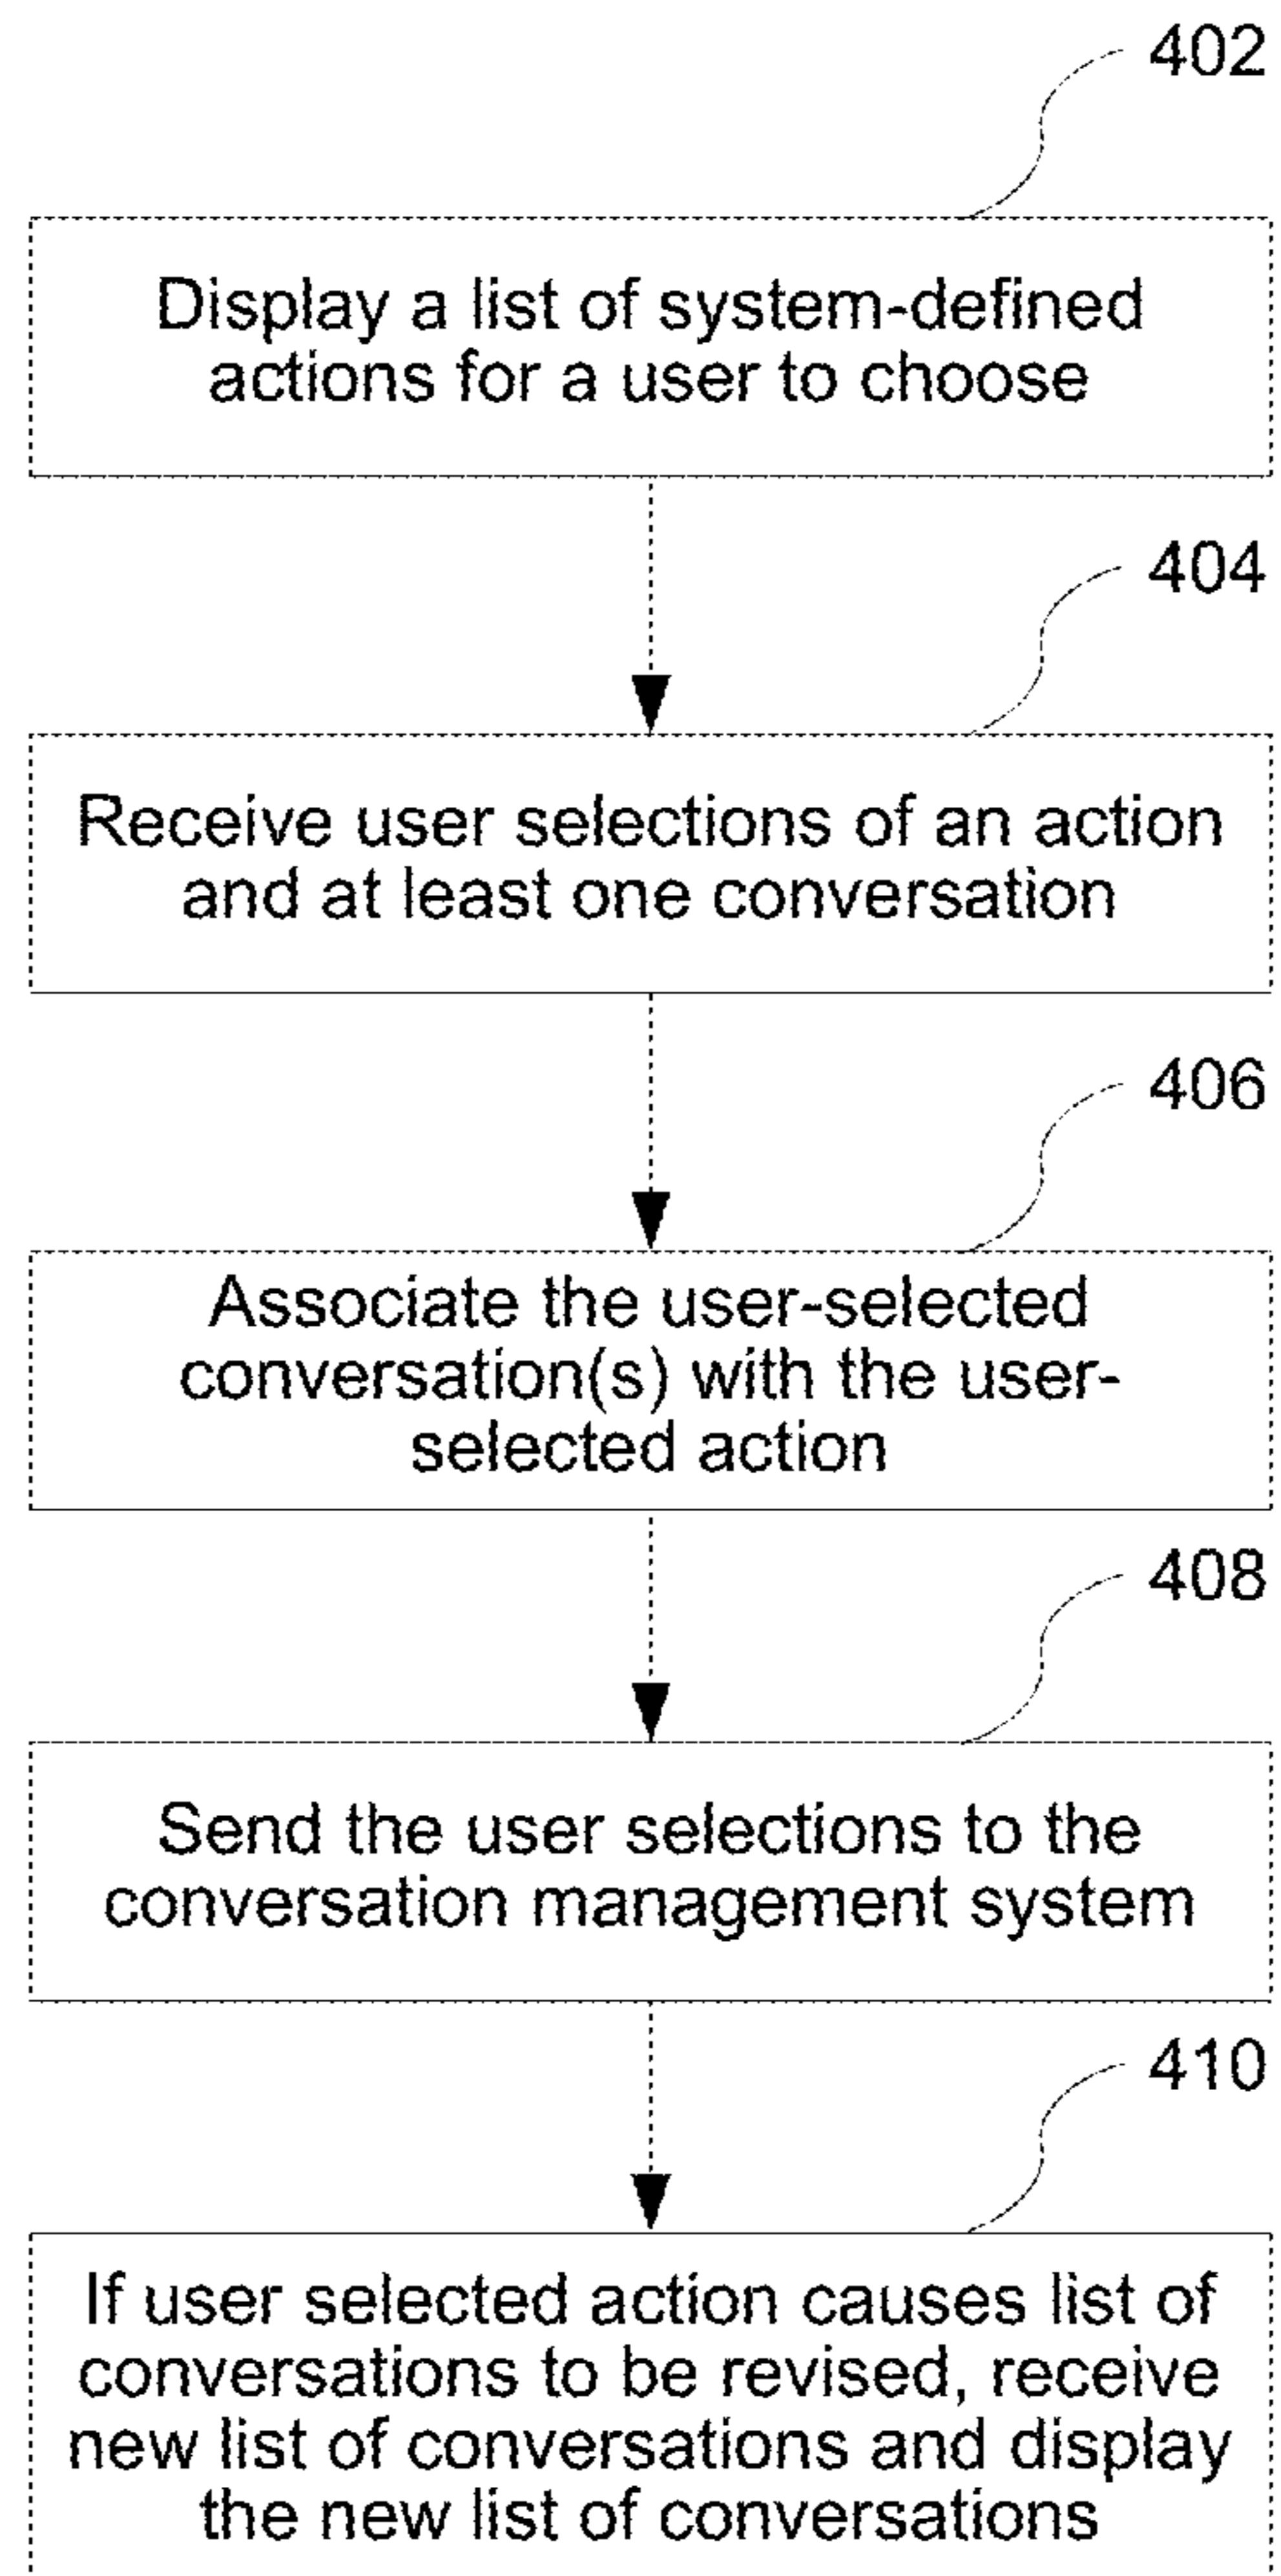 402
Display a list of system-defined
actions for a user to choose
404
Receive user selections of an action
and at least one conversation
406
Associate the user-selected
conversation(s) with the user-
selected action
408
Send the user selections to the
conversation management system
410
If user selected action causes list of
conversations to be revised, receive
new list of conversations and display
the new list of conversations